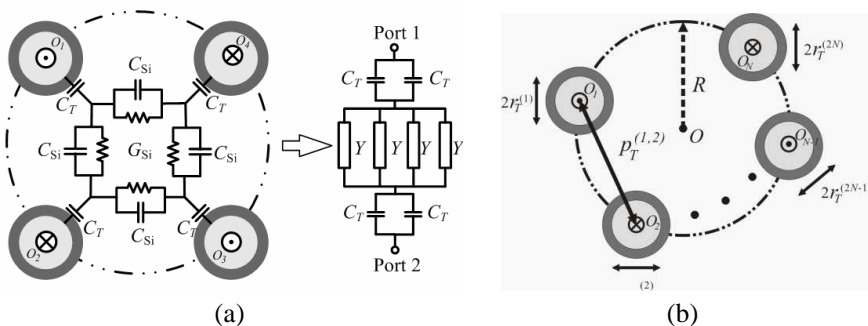 O1
O4
CSi
CT
CT
CSi
GSi
CSi
CT
CT
CSi
O2
O3
Port 1
CT CT
Y Y Y Y
CT CT
Port 2
(a)
ON
2rT(2N)
2rT(1)
O1
R
O
pT(1,2)
ON-1
2rT(2N-1
O2
(2)
(b)